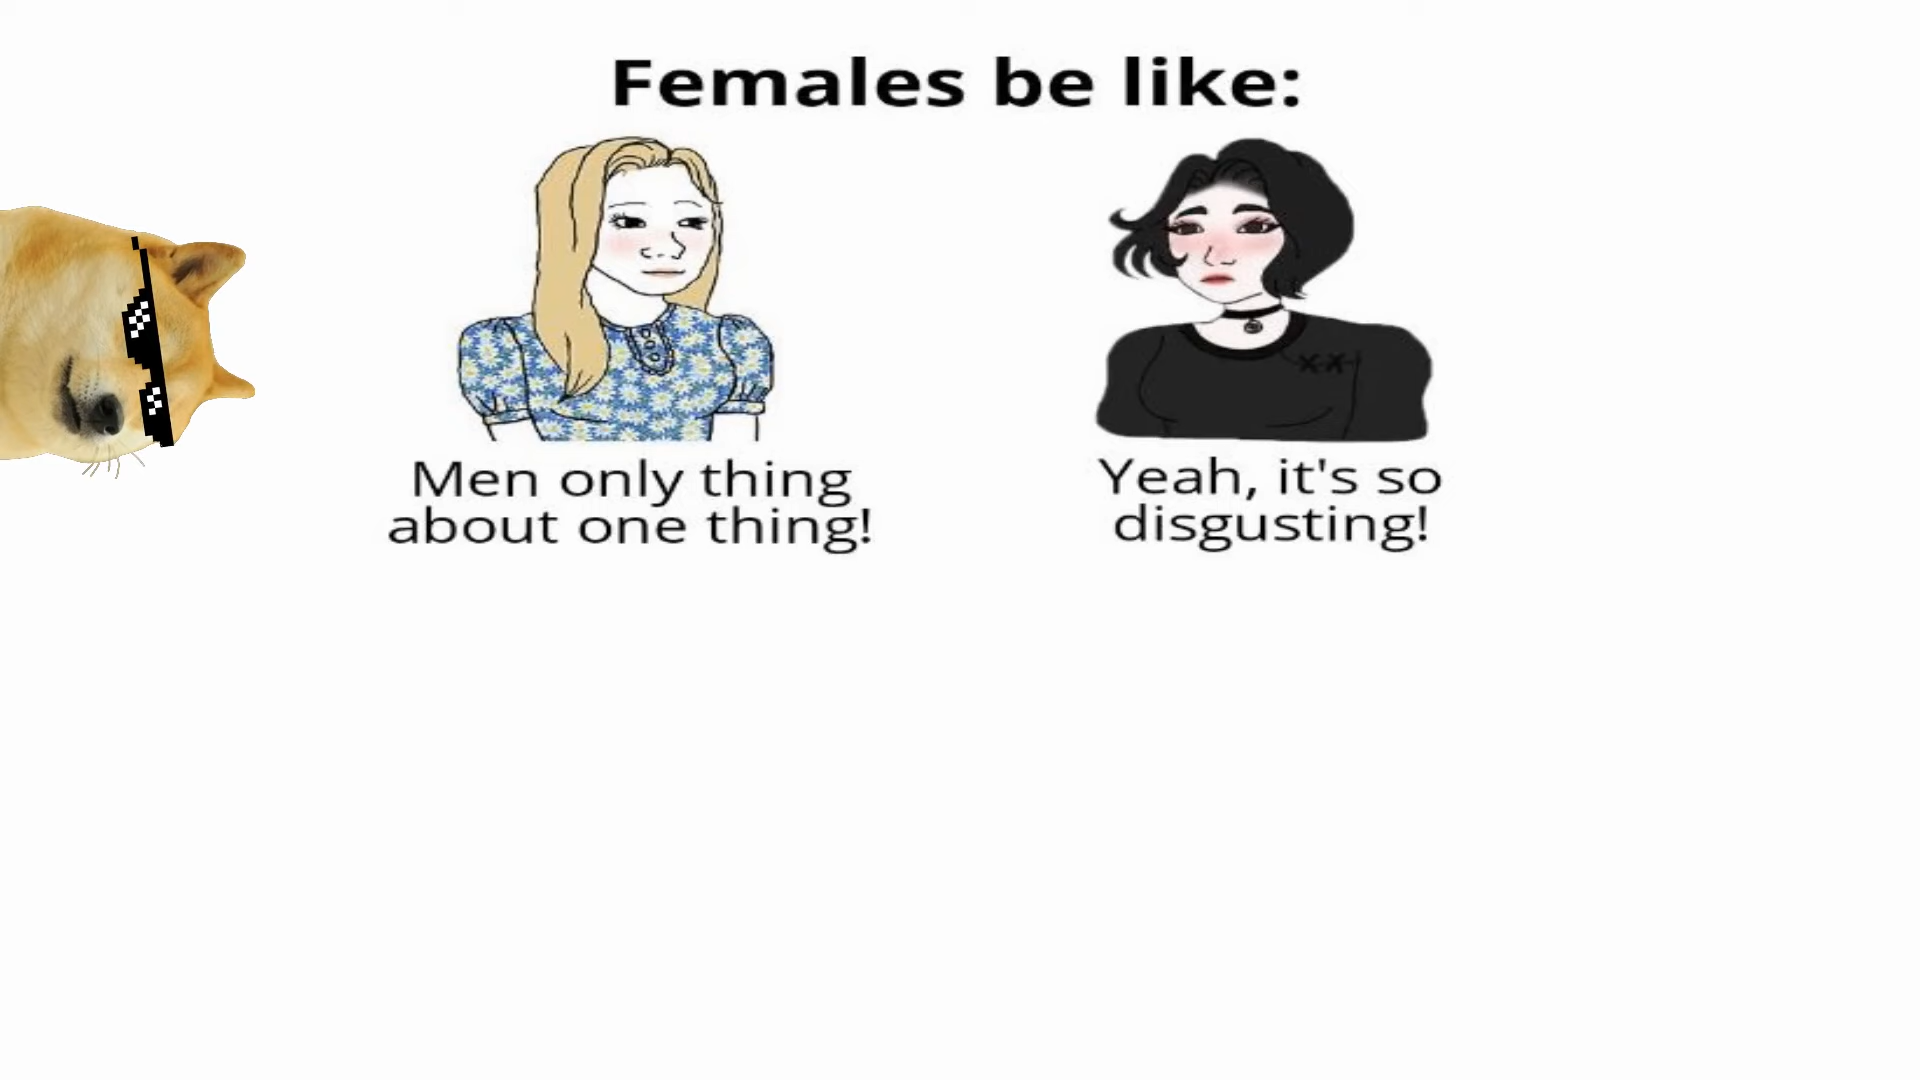 Females be like:
Men only thing
about one thing!
Yeah, it's so
disgusting!